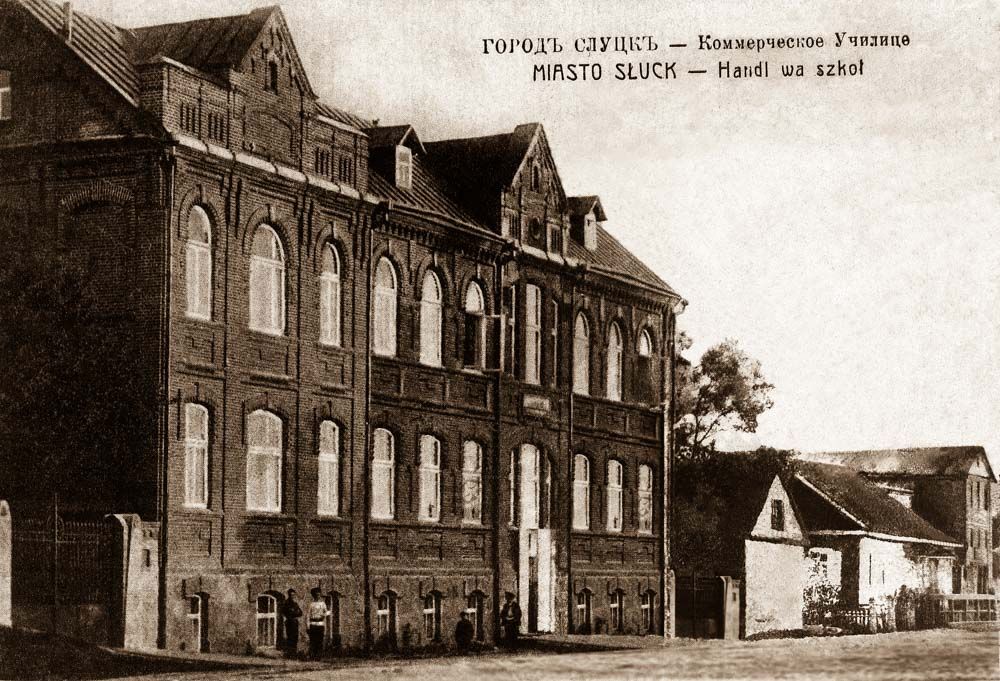 ГОРОДЪ СЛУЦКЪ — Коммерческое Училище
MIASTO SŁUCK — Handl wa szkoł